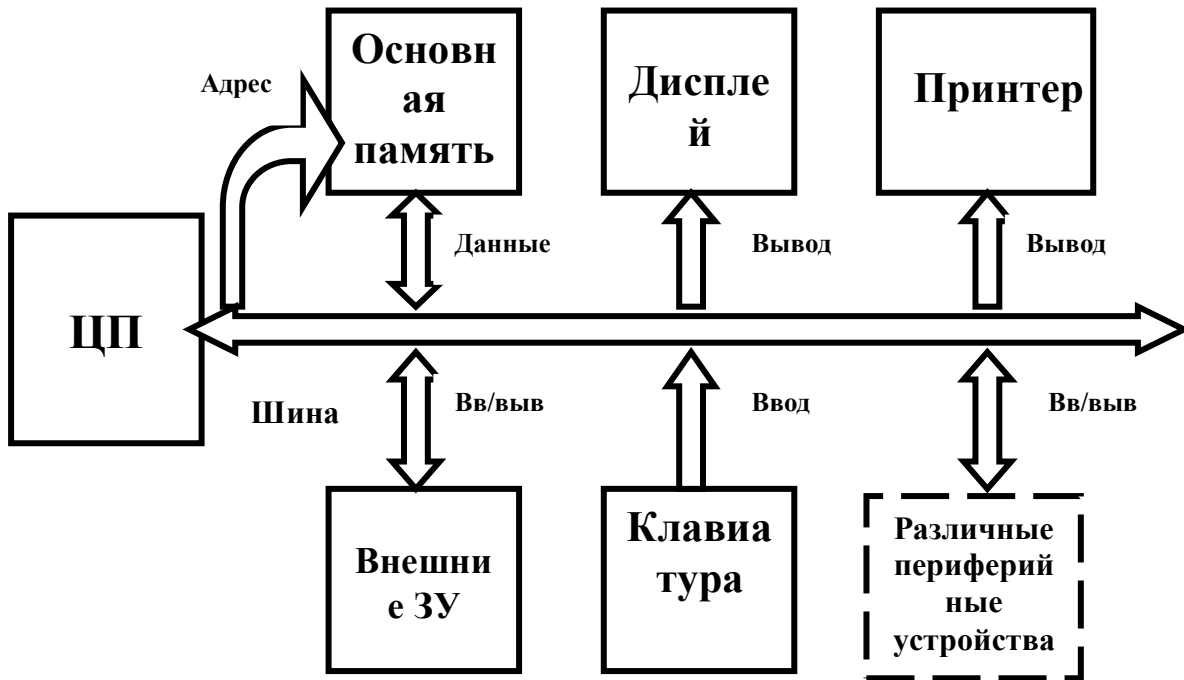 Адрес
Основн
ая
память
Диспле
й
Принтер
Данные
Вывод
Вывод
ЦП
Шина
Вв/выв
Ввод
Вв/выв
Внешни
е ЗУ
Клавиа
тура
Различные
периферий
ные
устройства